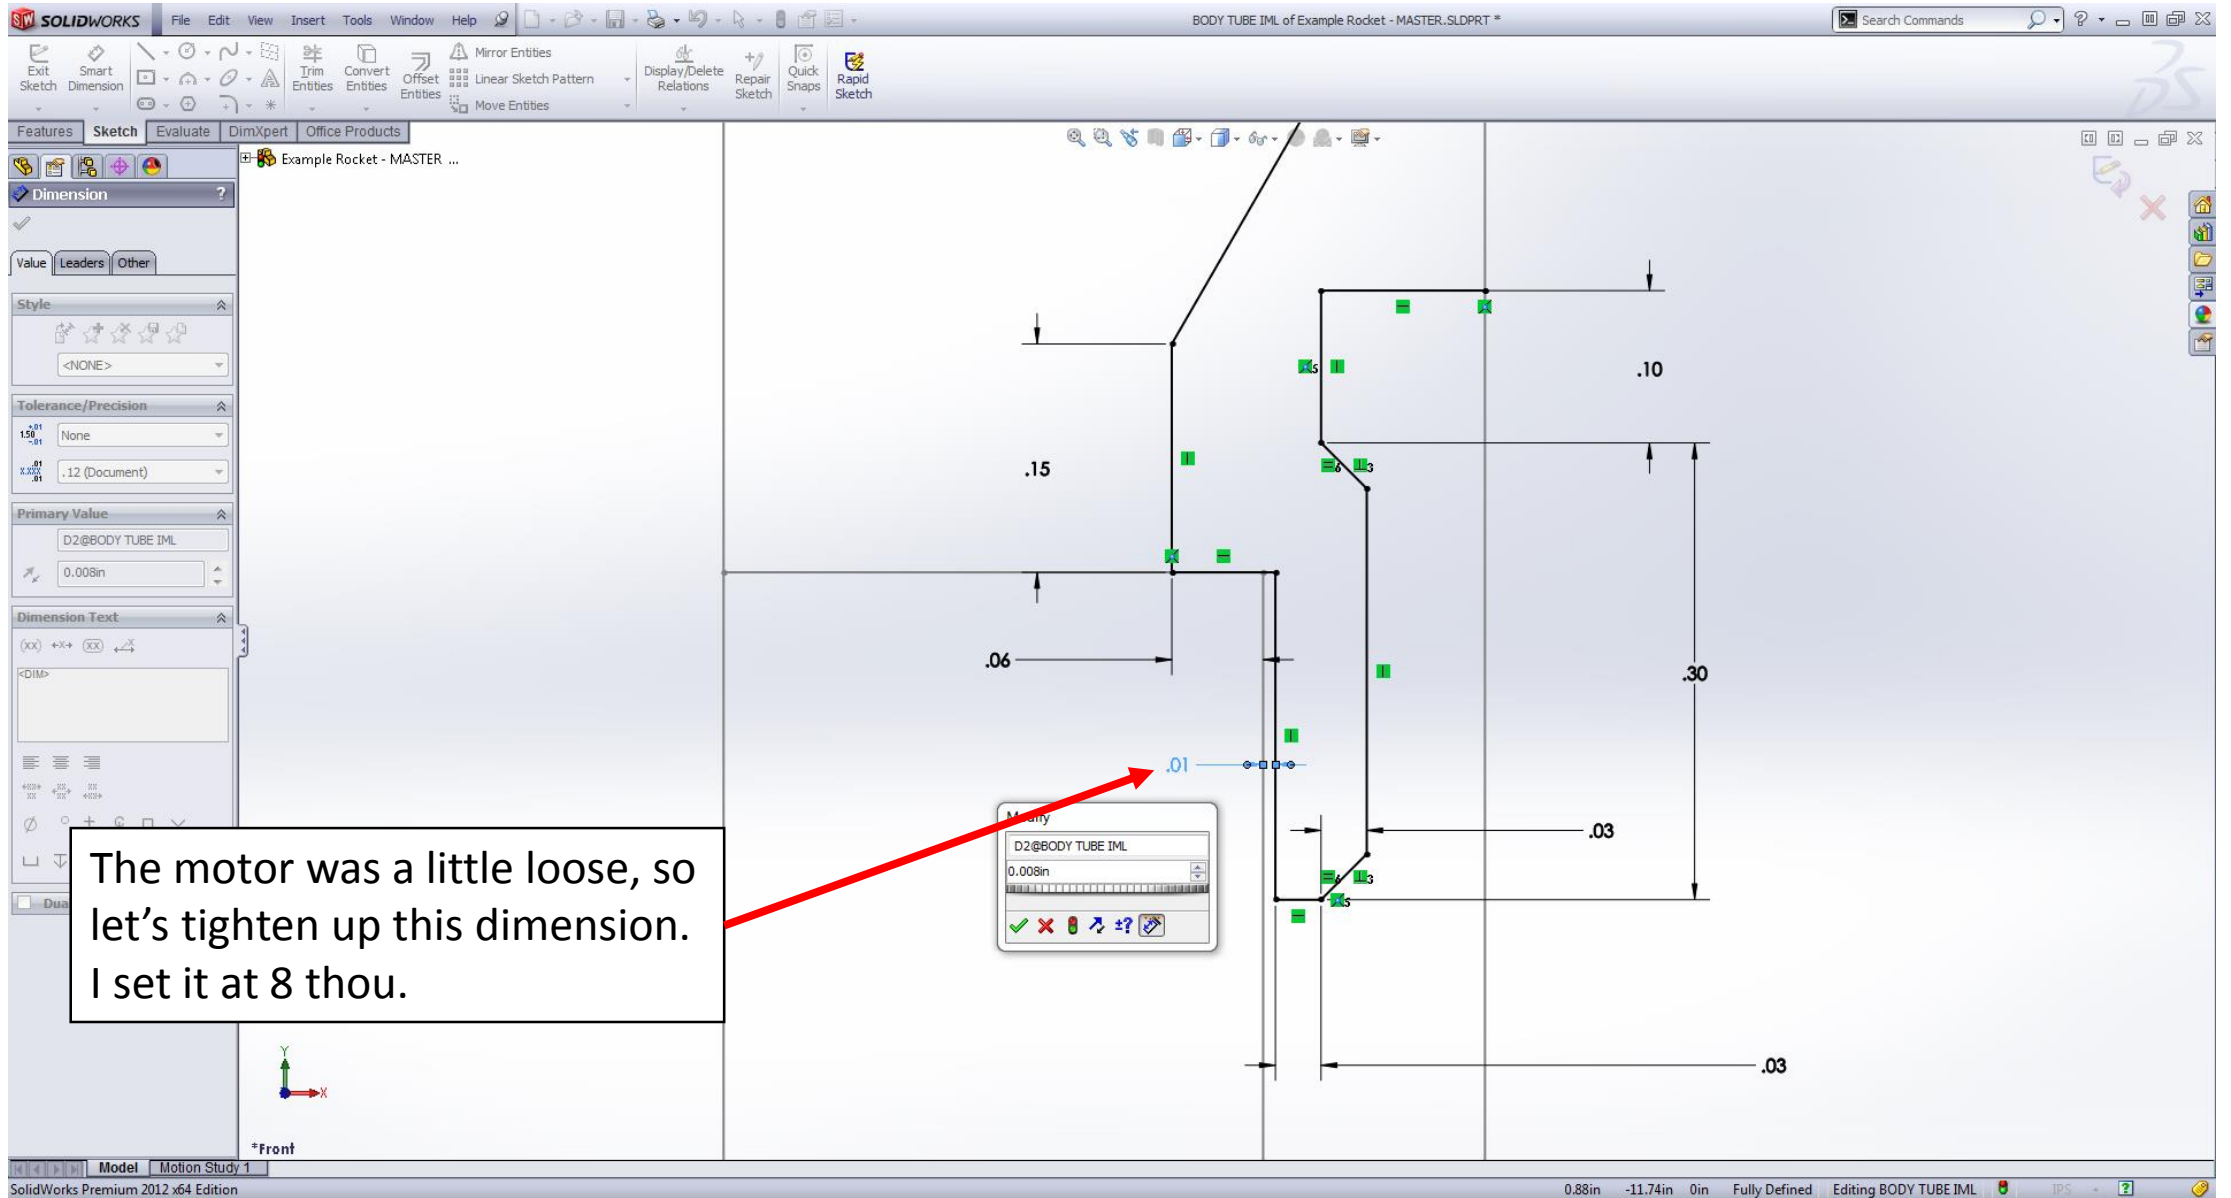 SOLIDWORKS File Edit View Insert Tools Window Help
BODY TUBE IML of Example Rocket - MASTER.SLDPRT *
Search Commands
Exit Sketch
Smart Dimension
Trim Entities
Convert Entities
Offset Entities
Mirror Entities
Linear Sketch Pattern
Move Entities
Display/Delete Relations
Repair Sketch
Quick Snaps
Rapid Sketch
Features Sketch Evaluate DimXpert Office Products
Example Rocket - MASTER ...
Dimension ?
Value Leaders Other
Style
<NONE>
Tolerance/Precision
None
.12 (Document)
Primary Value
D2@BODY TUBE IML
0.008in
Dimension Text
<DIM>
Dua
.10
.15
.06
.30
.01
.03
.03
Modify
D2@BODY TUBE IML
0.008in
The motor was a little loose, so
let's tighten up this dimension.
I set it at 8 thou.
Y
X
*Front
Model Motion Study 1
SolidWorks Premium 2012 x64 Edition
0.88in -11.74in 0in Fully Defined Editing BODY TUBE IML IPS